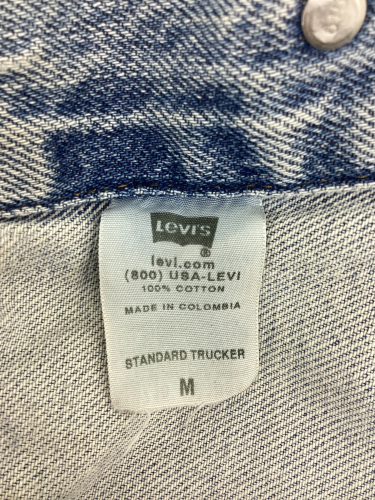 LEVI'S
®
levi.com
(800) USA-LEVI
100% COTTON
MADE IN COLOMBIA
STANDARD TRUCKER
M